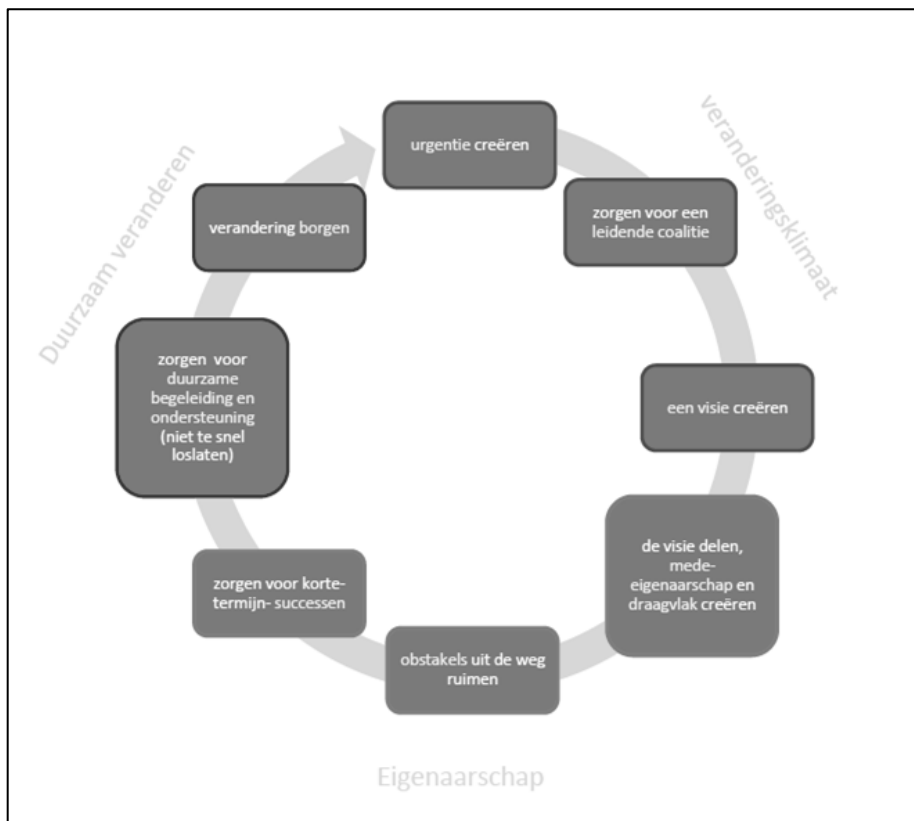 urgentie creëren
zorgen voor een
leidende coalitie
een visie creëren
de visie delen,
mede-
eigenaarschap en
draagvlak creëren
obstakels uit de weg
ruimen
zorgen voor korte-
termijn- successen
zorgen voor
duurzame
begeleiding en
ondersteuning
(niet te snel
loslaten)
verandering borgen
veranderingsklimaat
Eigenaarschap
Duurzaam veranderen